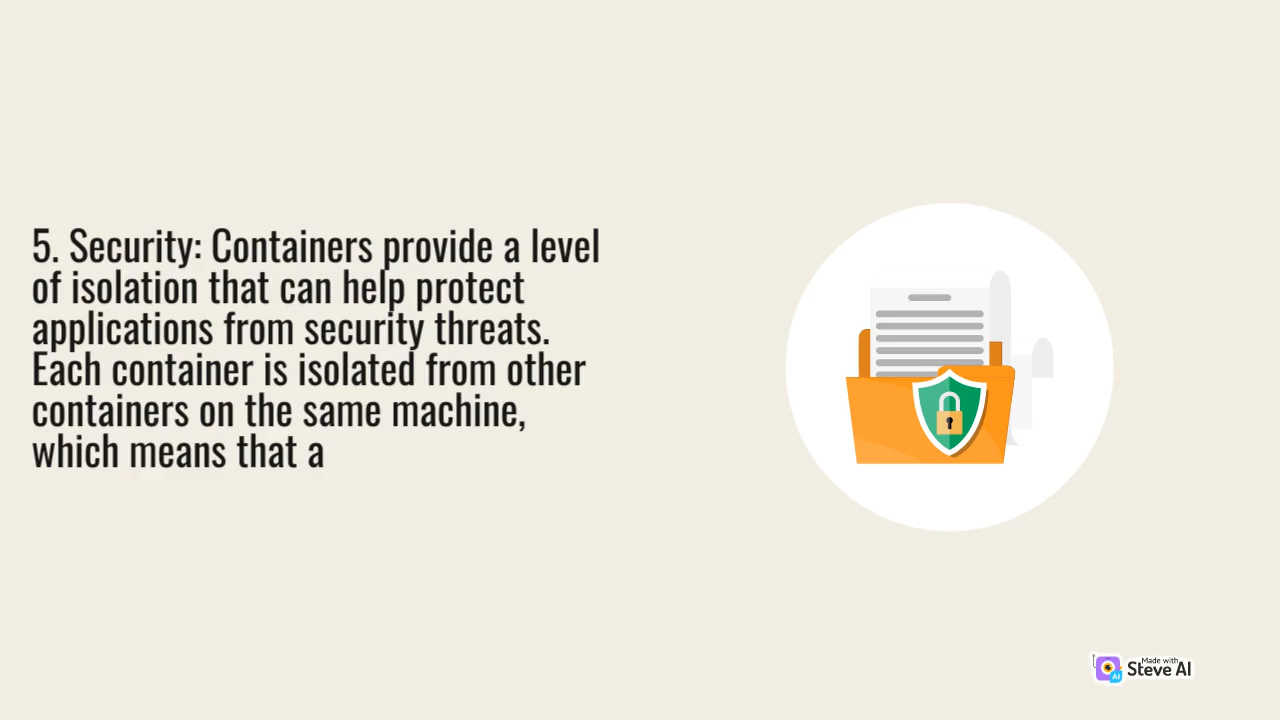 5. Security: Containers provide a level
of isolation that can help protect
applications from security threats.
Each container is isolated from other
containers on the same machine,
which means that a
Made with
Steve AI
AI